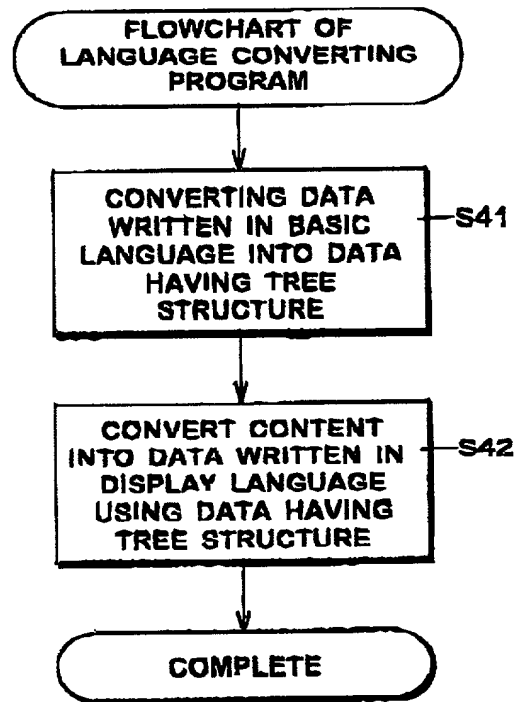 FLOWCHART OF
LANGUAGE CONVERTING
PROGRAM
CONVERTING DATA
WRITTEN IN BASIC
LANGUAGE INTO DATA
HAVING TREE
STRUCTURE
S41
CONVERT CONTENT
INTO DATA WRITTEN IN
DISPLAY LANGUAGE
USING DATA HAVING
TREE STRUCTURE
S42
COMPLETE